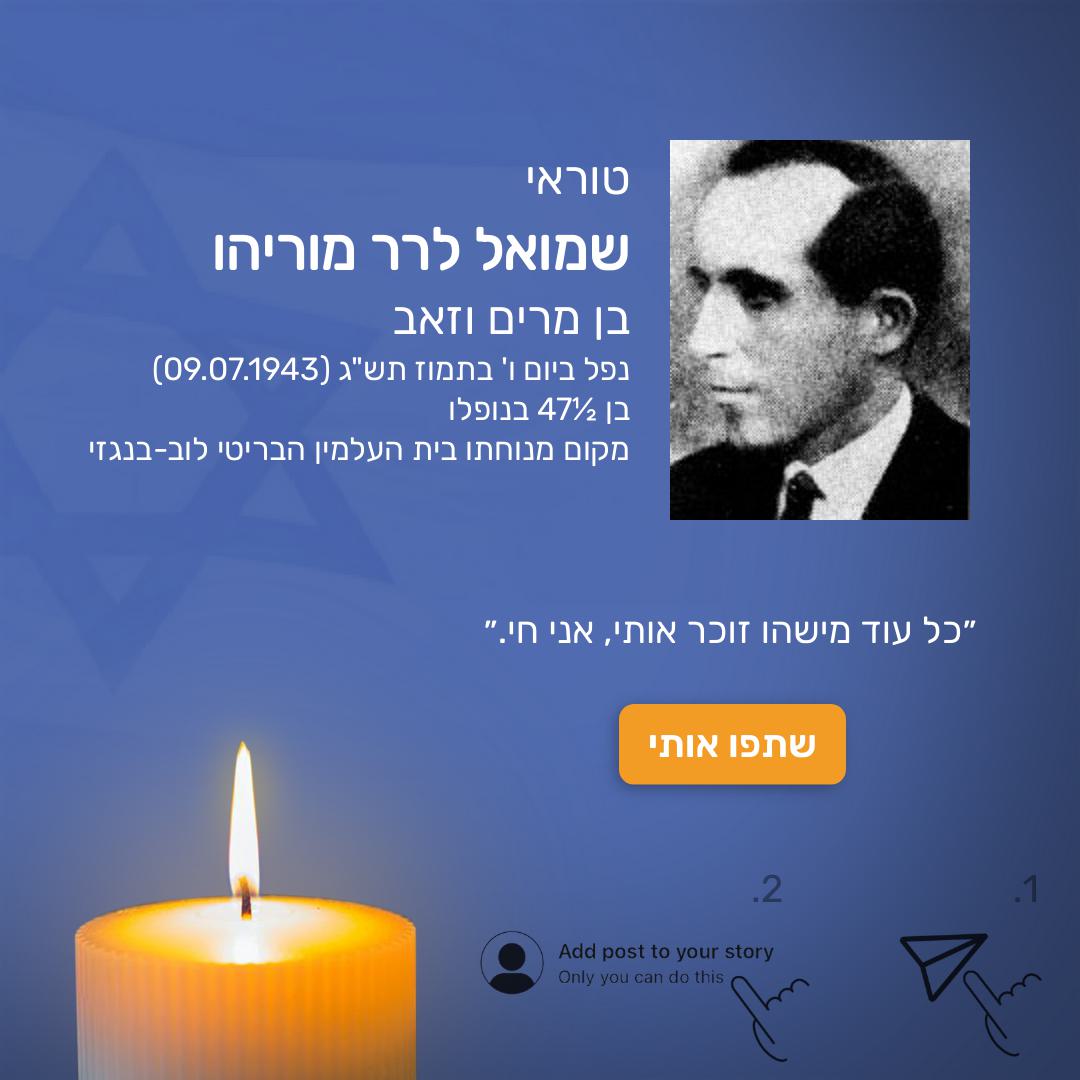 טוראי
שמואל לרר מוריהו
בן מרים וזאב
נפל ביום ו' בתמוז תש"ג (09.07.1943)
בן 47½ בנופלו
מקום מנוחתו בית העלמין הבריטי לוב-בנגזי
״כל עוד מישהו זוכר אותי, אני חי.״
שתפו אותי
1.
2.
Add post to your story
Only you can do this